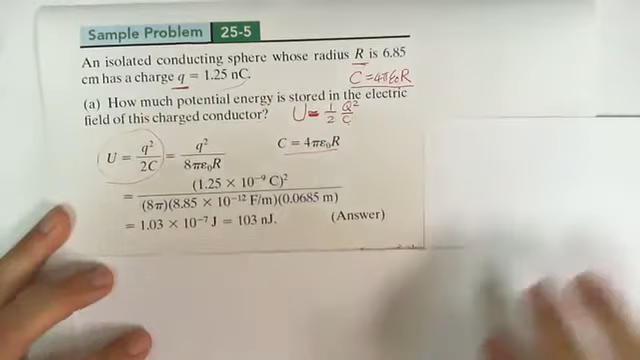 Sample Problem 25-5
An isolated conducting sphere whose radius R is 6.85
cm has a charge q = 1.25 nC.
C = 4πε₀R
(a) How much potential energy is stored in the electric
field of this charged conductor?
U = 1/2 Q²/C
U = q²/2C = q²/8πε₀R
C = 4πε₀R
= (1.25 × 10⁻⁹ C)²/(8π)(8.85 × 10⁻¹² F/m)(0.0685 m)
= 1.03 × 10⁻⁷ J = 103 nJ. (Answer)